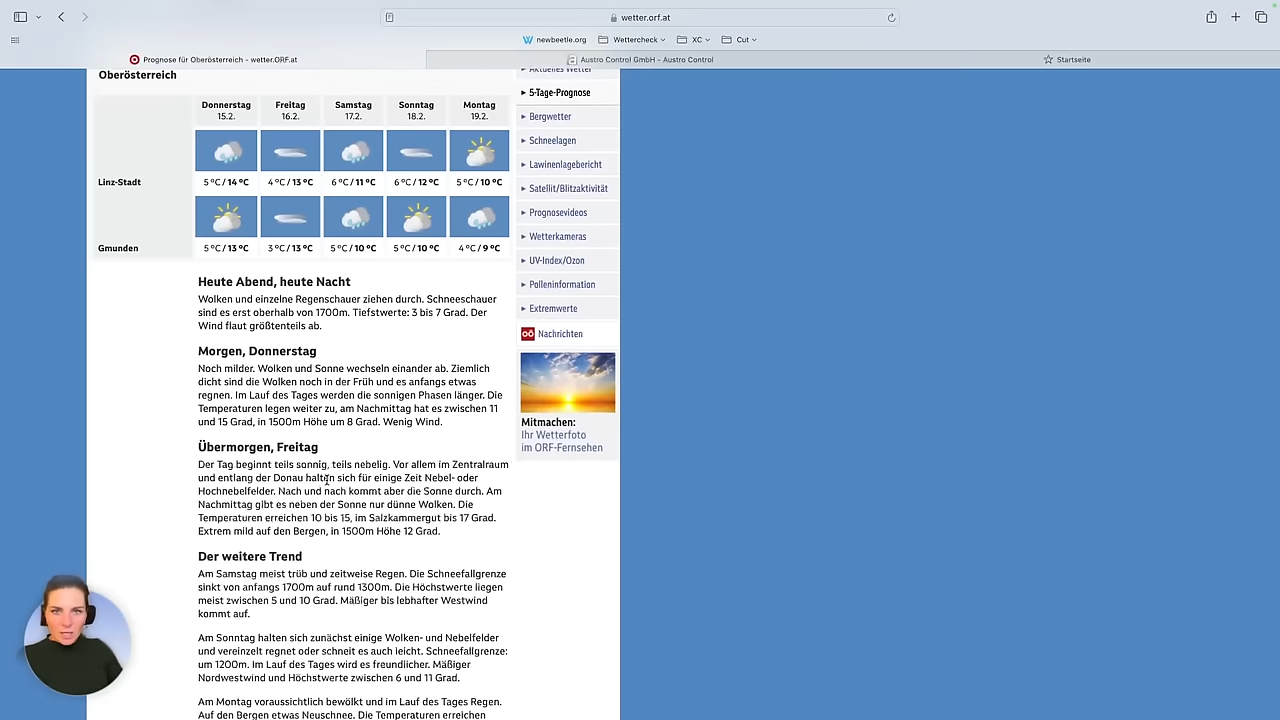 wetter.orf.at
newbeetle.org Wettercheck XC Cut
Prognose für Oberösterreich - wetter.ORF.at Austro Control GmbH - Austro Control Startseite
Oberösterreich
Donnerstag Freitag Samstag Sonntag Montag
15.2. 16.2. 17.2. 18.2. 19.2.
Linz-Stadt 5 °C / 14 °C 4 °C / 13 °C 6 °C / 11 °C 6 °C / 12 °C 5 °C / 10 °C
Gmunden 5 °C / 13 °C 3 °C / 13 °C 5 °C / 10 °C 5 °C / 10 °C 4 °C / 9 °C
Heute Abend, heute Nacht
Wolken und einzelne Regenschauer ziehen durch. Schneeschauer
sind es erst oberhalb von 1700m. Tiefstwerte: 3 bis 7 Grad. Der
Wind flaut größtenteils ab.
Morgen, Donnerstag
Noch milder. Wolken und Sonne wechseln einander ab. Ziemlich
dicht sind die Wolken noch in der Früh und es anfangs etwas
regnen. Im Lauf des Tages werden die sonnigen Phasen länger. Die
Temperaturen legen weiter zu, am Nachmittag hat es zwischen 11
und 15 Grad, in 1500m Höhe um 8 Grad. Wenig Wind.
Übermorgen, Freitag
Der Tag beginnt teils sonnig, teils nebelig. Vor allem im Zentralraum
und entlang der Donau halten sich für einige Zeit Nebel- oder
Hochnebelfelder. Nach und nach kommt aber die Sonne durch. Am
Nachmittag gibt es neben der Sonne nur dünne Wolken. Die
Temperaturen erreichen 10 bis 15, im Salzkammergut bis 17 Grad.
Extrem mild auf den Bergen, in 1500m Höhe 12 Grad.
Der weitere Trend
Am Samstag meist trüb und zeitweise Regen. Die Schneefallgrenze
sinkt von anfangs 1700m auf rund 1300m. Die Höchstwerte liegen
meist zwischen 5 und 10 Grad. Mäßiger bis lebhafter Westwind
kommt auf.
Am Sonntag halten sich zunächst einige Wolken- und Nebelfelder
und vereinzelt regnet oder schneit es auch leicht. Schneefallgrenze:
um 1200m. Im Lauf des Tages wird es freundlicher. Mäßiger
Nordwestwind und Höchstwerte zwischen 6 und 11 Grad.
Am Montag voraussichtlich bewölkt und im Lauf des Tages Regen.
Auf den Bergen etwas Neuschnee. Die Temperaturen erreichen
Aktuelles Wetter
5-Tage-Prognose
Bergwetter
Schneelagen
Lawinenlagebericht
Satellit/Blitzaktivität
Prognosevideos
Wetterkameras
UV-Index/Ozon
Polleninformation
Extremwerte
oö Nachrichten
Mitmachen:
Ihr Wetterfoto
im ORF-Fernsehen